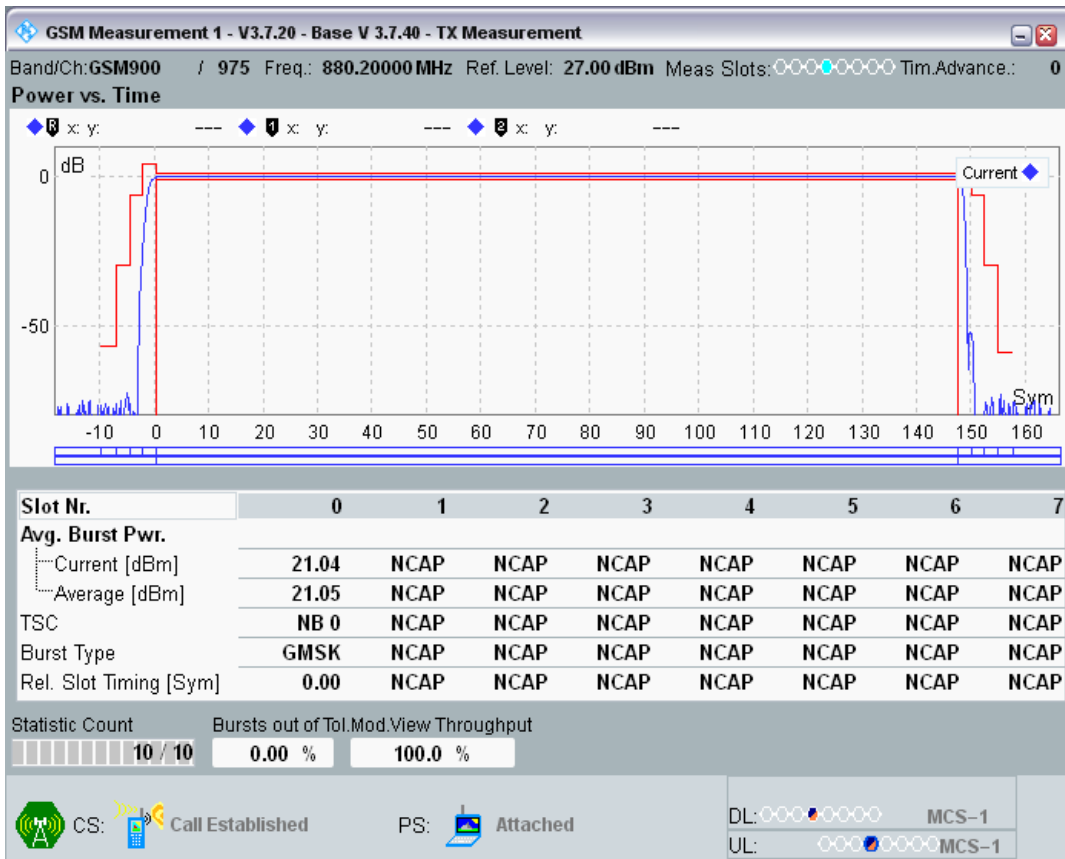 GSM Measurement 1 - V3.7.20 - Base V 3.7.40 - TX Measurement
Band/Ch:GSM900 / 975 Freq.: 880.20000 MHz Ref. Level: 27.00 dBm Meas Slots: Tim.Advance.: 0
Power vs. Time
R x: y: --- 1 x: y: --- 2 x: y: ---
dB
Current
0
-50
Sym
-10 0 10 20 30 40 50 60 70 80 90 100 110 120 130 140 150 160
Slot Nr. 0 1 2 3 4 5 6 7
Avg. Burst Pwr.
Current [dBm] 21.04 NCAP NCAP NCAP NCAP NCAP NCAP NCAP
Average [dBm] 21.05 NCAP NCAP NCAP NCAP NCAP NCAP NCAP
TSC NB 0 NCAP NCAP NCAP NCAP NCAP NCAP NCAP
Burst Type GMSK NCAP NCAP NCAP NCAP NCAP NCAP NCAP
Rel. Slot Timing [Sym] 0.00 NCAP NCAP NCAP NCAP NCAP NCAP NCAP
Statistic Count Bursts out of Tol.Mod.View Throughput
10 / 10 0.00 % 100.0 %
CS: Call Established PS: Attached
DL: MCS-1
UL: MCS-1